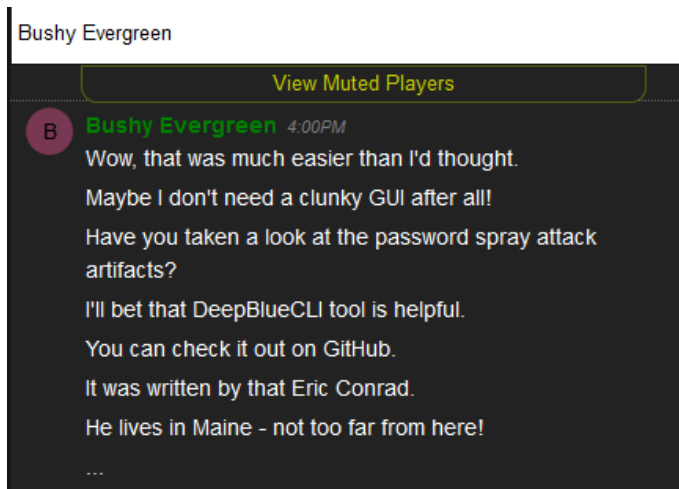 Bushy Evergreen
View Muted Players
B
Bushy Evergreen 4:00PM
Wow, that was much easier than I'd thought.
Maybe I don't need a clunky GUI after all!
Have you taken a look at the password spray attack
artifacts?
I'll bet that DeepBlueCLI tool is helpful.
You can check it out on GitHub.
It was written by that Eric Conrad.
He lives in Maine - not too far from here!
...